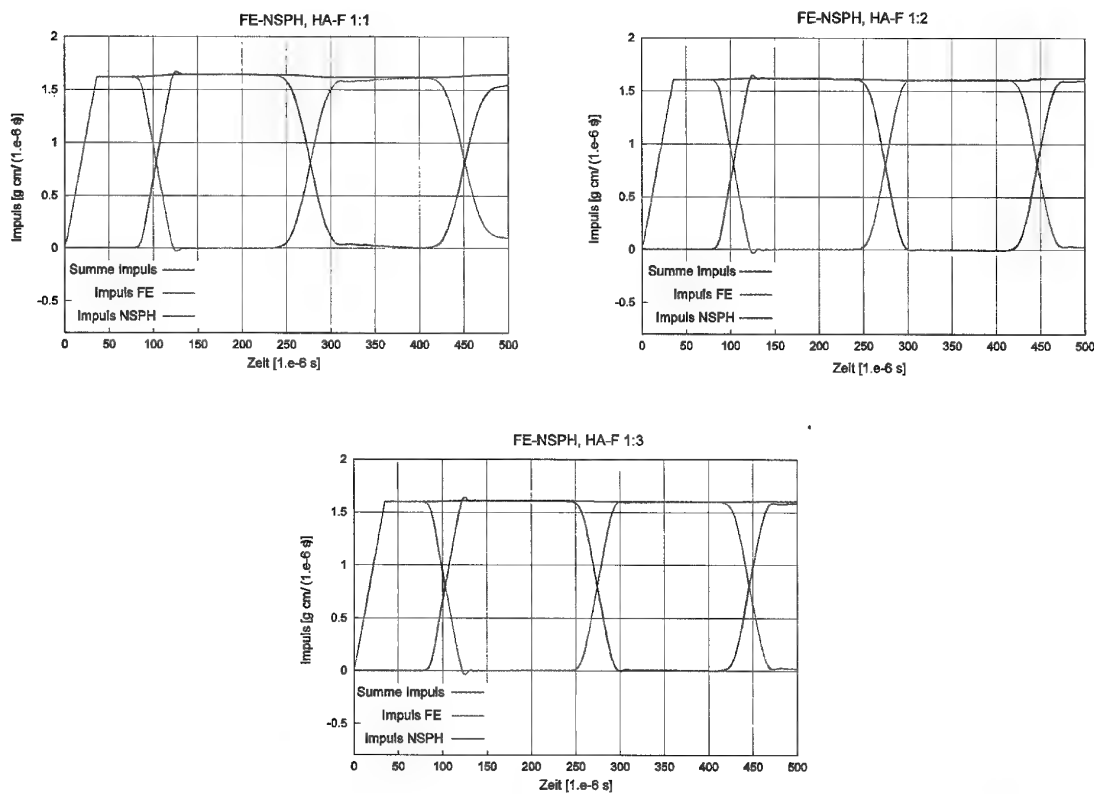 FE-NSPH, HA-F 1:1
2
1.5
1
0.5
0
-0.5
Impuls [g cm/ (1.e-6 s)]
Summe Impuls
Impuls FE
Impuls NSPH
0 50 100 150 200 250 300 350 400 450 500
Zeit [1.e-6 s]
FE-NSPH, HA-F 1:2
2
1.5
1
0.5
0
-0.5
Impuls [g cm/ (1.e-6 s)]
Summe Impuls
Impuls FE
Impuls NSPH
0 50 100 150 200 250 300 350 400 450 500
Zeit [1.e-6 s]
FE-NSPH, HA-F 1:3
2
1.5
1
0.5
0
-0.5
Impuls [g cm/ (1.e-6 s)]
Summe Impuls
Impuls FE
Impuls NSPH
0 50 100 150 200 250 300 350 400 450 500
Zeit [1.e-6 s]